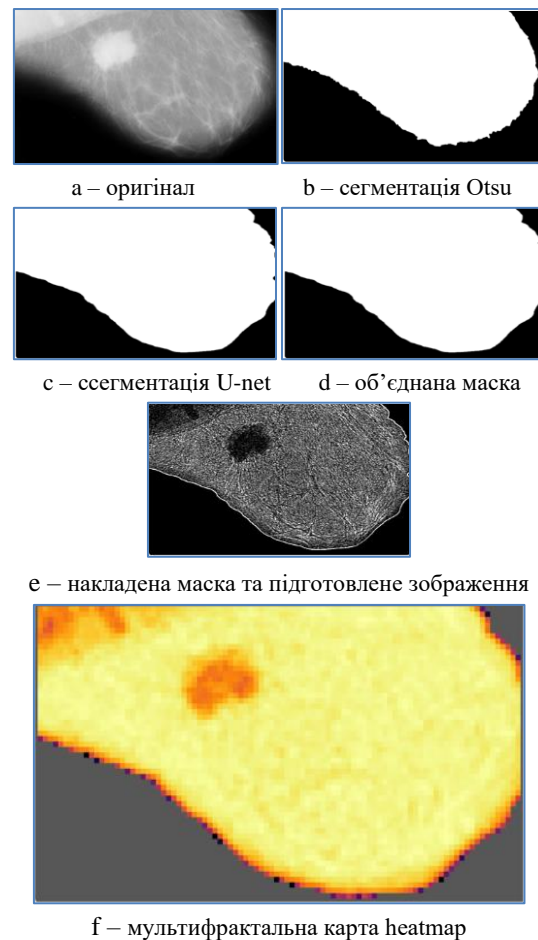 a – оригінал
b – сегментація Otsu
c – ссегментація U-net
d – об’єднана маска
e – накладена маска та підготовлене зображення
f – мультифрактальна карта heatmap